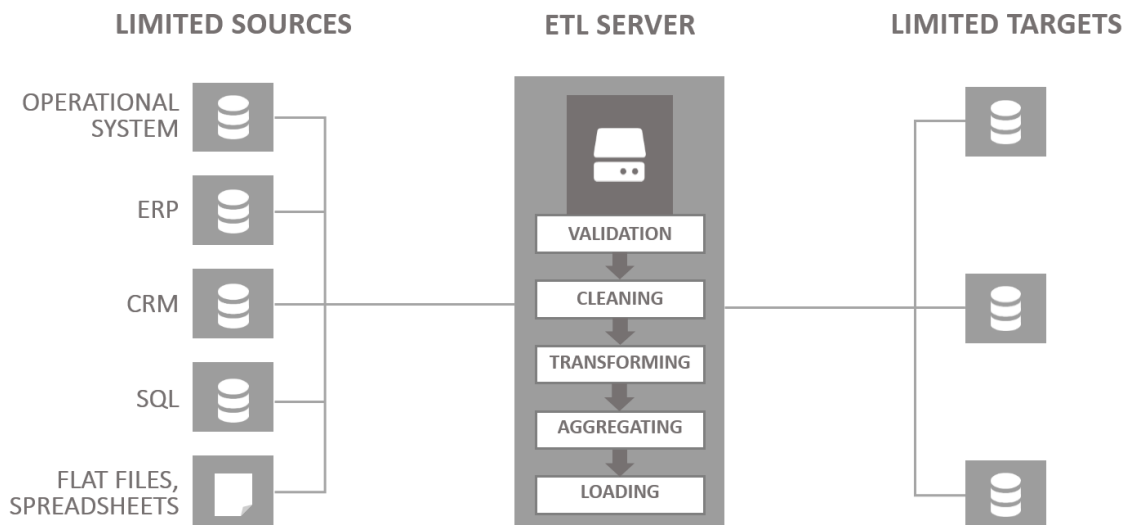 LIMITED SOURCES
ETL SERVER
LIMITED TARGETS
OPERATIONAL
SYSTEM
ERP
CRM
SQL
FLAT FILES,
SPREADSHEETS
VALIDATION
CLEANING
TRANSFORMING
AGGREGATING
LOADING